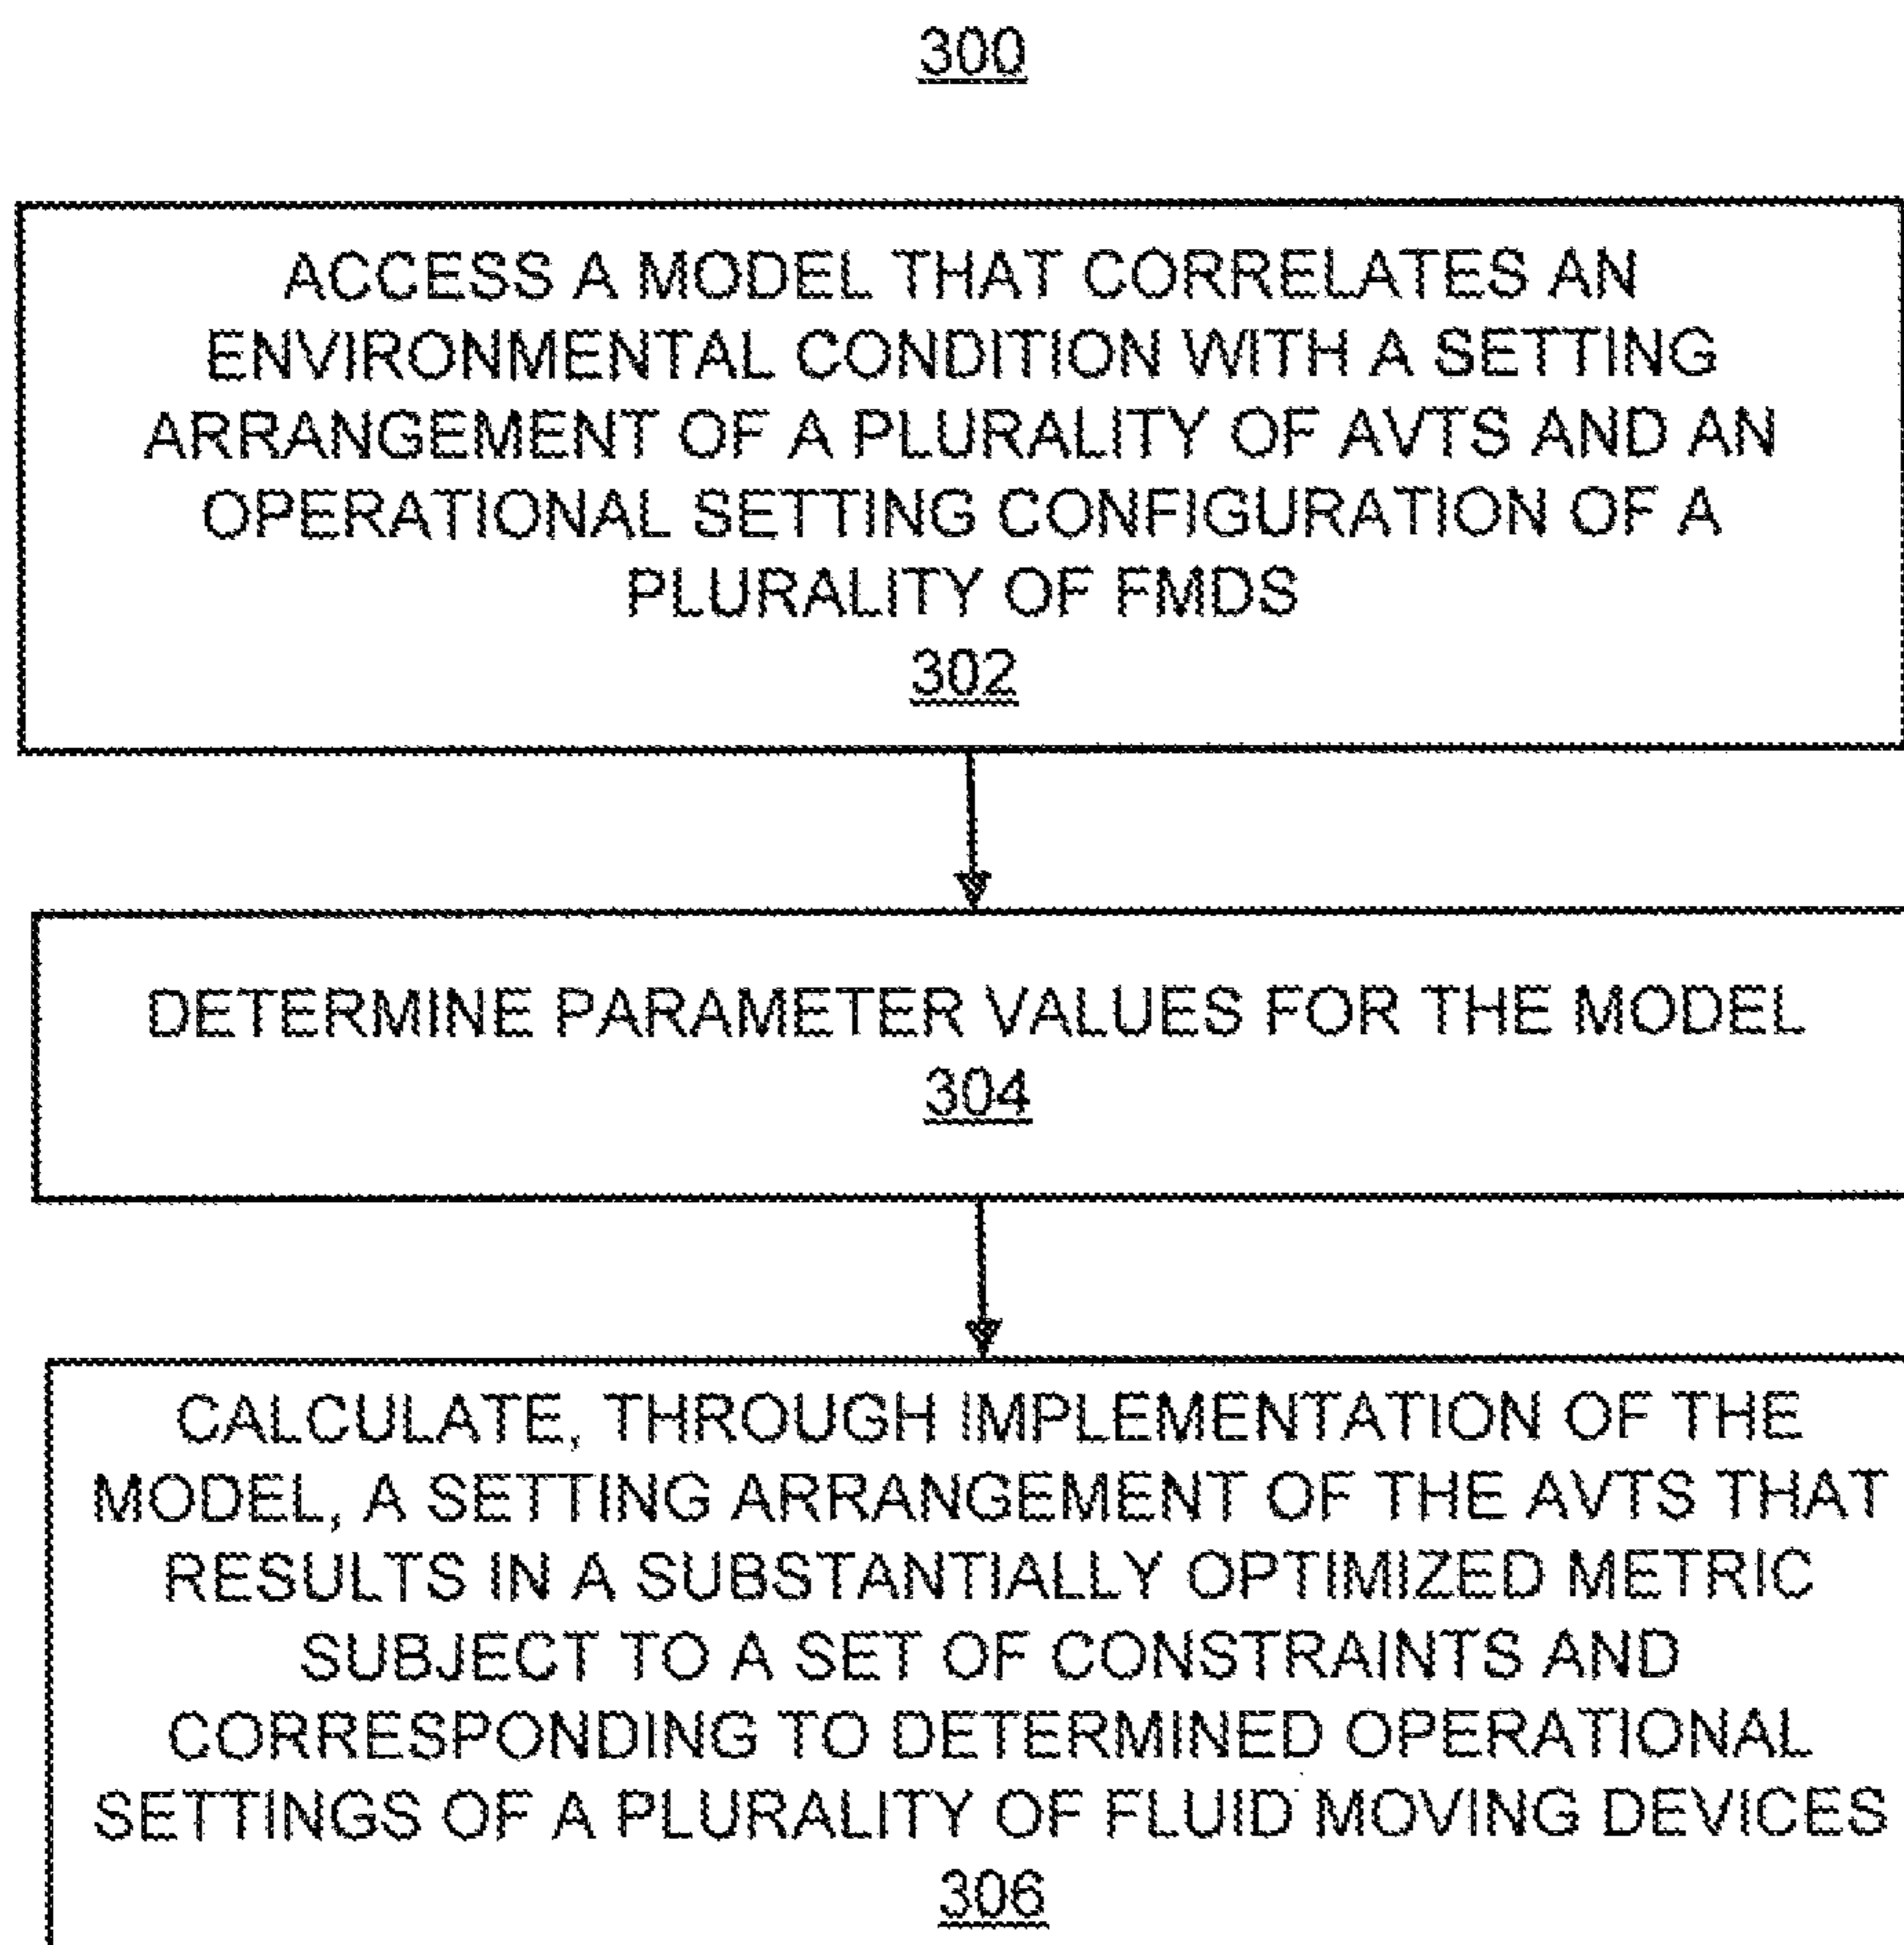 300
ACCESS A MODEL THAT CORRELATES AN
ENVIRONMENTAL CONDITION WITH A SETTING
ARRANGEMENT OF A PLURALITY OF AVTS AND AN
OPERATIONAL SETTING CONFIGURATION OF A
PLURALITY OF FMDS
302
DETERMINE PARAMETER VALUES FOR THE MODEL
304
CALCULATE, THROUGH IMPLEMENTATION OF THE
MODEL, A SETTING ARRANGEMENT OF THE AVTS THAT
RESULTS IN A SUBSTANTIALLY OPTIMIZED METRIC
SUBJECT TO A SET OF CONSTRAINTS AND
CORRESPONDING TO DETERMINED OPERATIONAL
SETTINGS OF A PLURALITY OF FLUID MOVING DEVICES
306